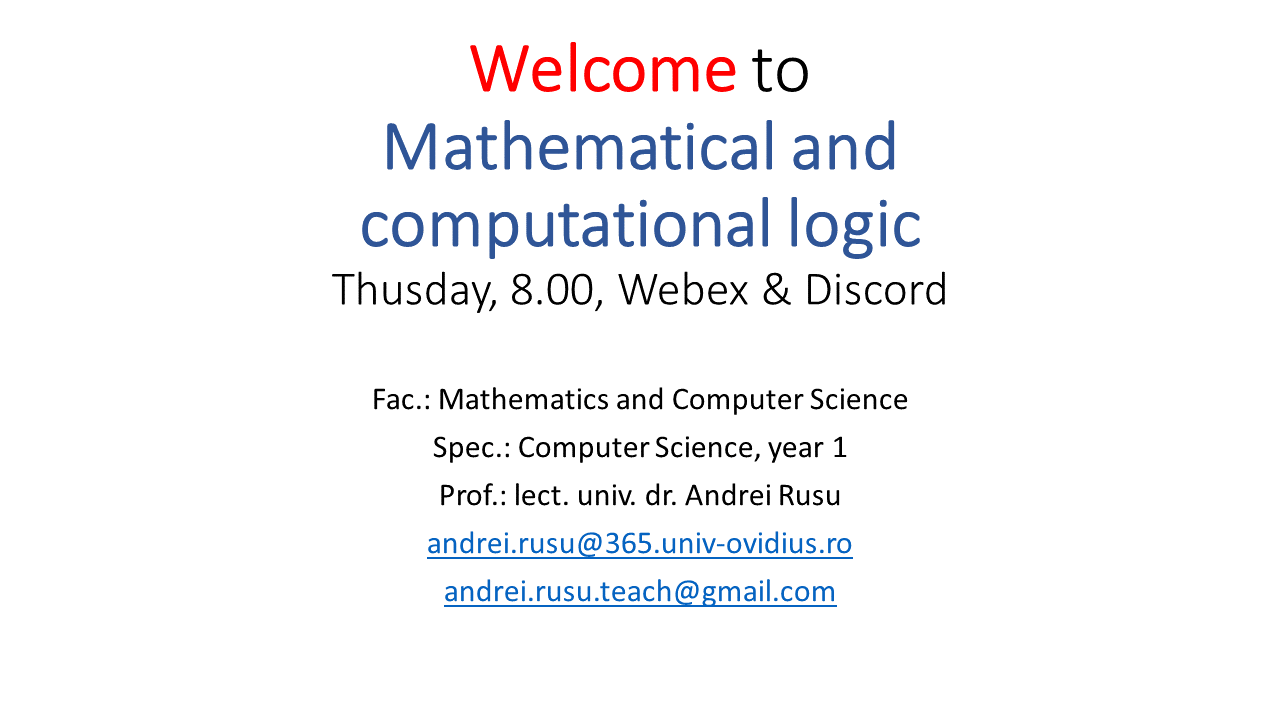 Welcome to
Mathematical and
computational logic
Thusday, 8.00, Webex & Discord
Fac.: Mathematics and Computer Science
Spec.: Computer Science, year 1
Prof.: lect. univ. dr. Andrei Rusu
andrei.rusu@365.univ-ovidius.ro
andrei.rusu.teach@gmail.com